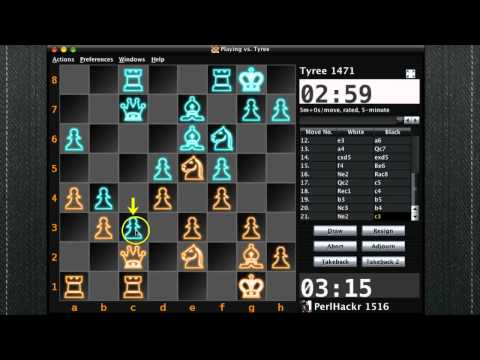 Playing vs. Tyree
Actions Preferences Windows Help
8
7
6
5
4
3
2
1
a b c d e f g h
Tyree 1471
02:59
5m+0s/move, rated, 5-minute
Move No. White Black
12. e3 a6
13. a4 Qc7
14. cxd5 exd5
15. f4 Be6
16. Ne2 Rac8
17. Qc2 c5
18. Rec1 c4
19. b3 b5
20. Nc3 b4
21. Ne2 c3
Draw Resign
Abort Adjourn
Takeback Takeback 2
03:15
PerlHackr 1516